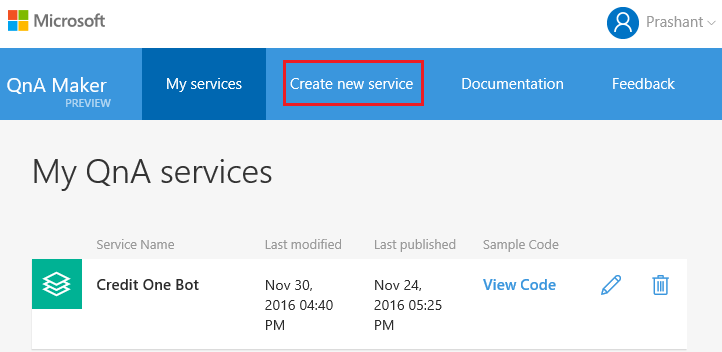 Microsoft
Prashant
QnA Maker
PREVIEW
My services
Create new service
Documentation
Feedback
My QnA services
Service Name Last modified Last published Sample Code
Credit One Bot
Nov 30,
2016 04:40
PM
Nov 24,
2016 05:25
PM
View Code